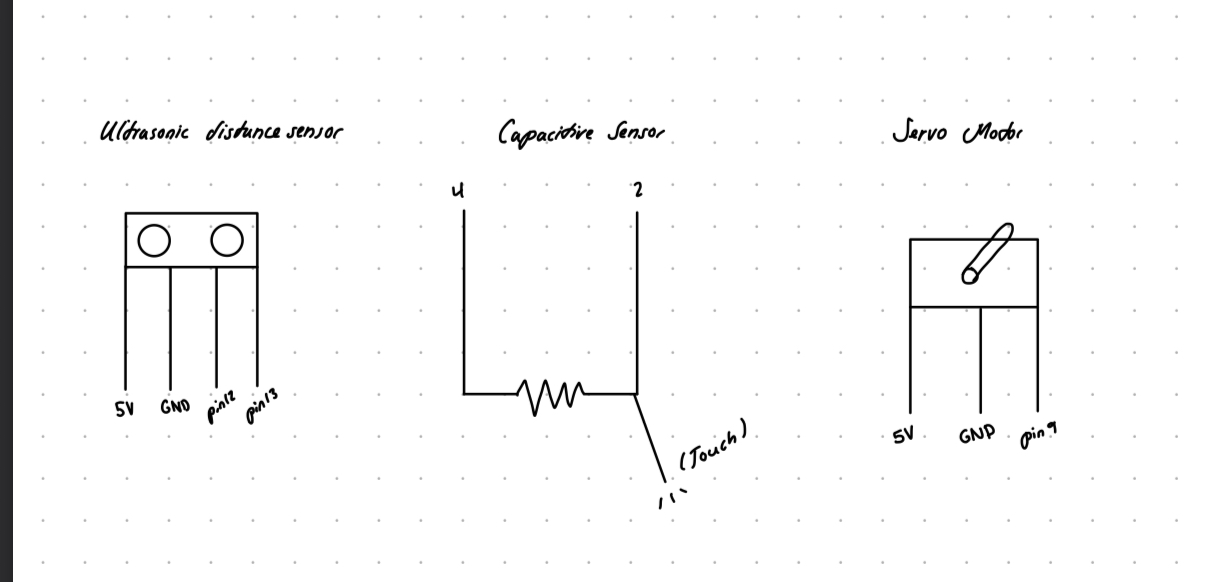 Ultrasonic distance sensor
Capacitive Sensor
Servo Motor
4
2
5V
GND
pin12
pin13
(Touch)
5V
GND
pin9